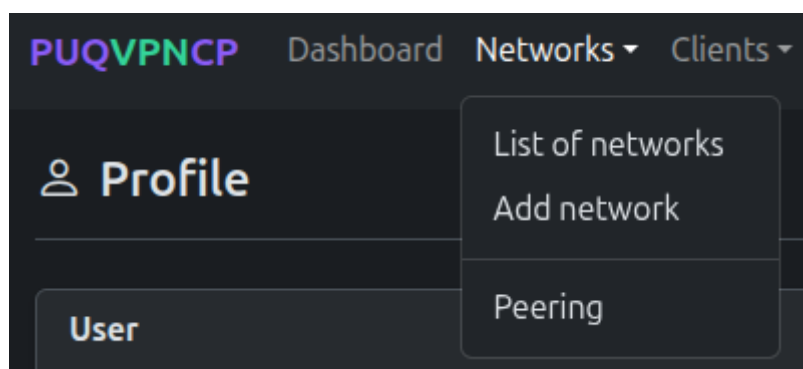 PUQVPNCP Dashboard Networks Clients
Profile
List of networks
Add network
Peering
User